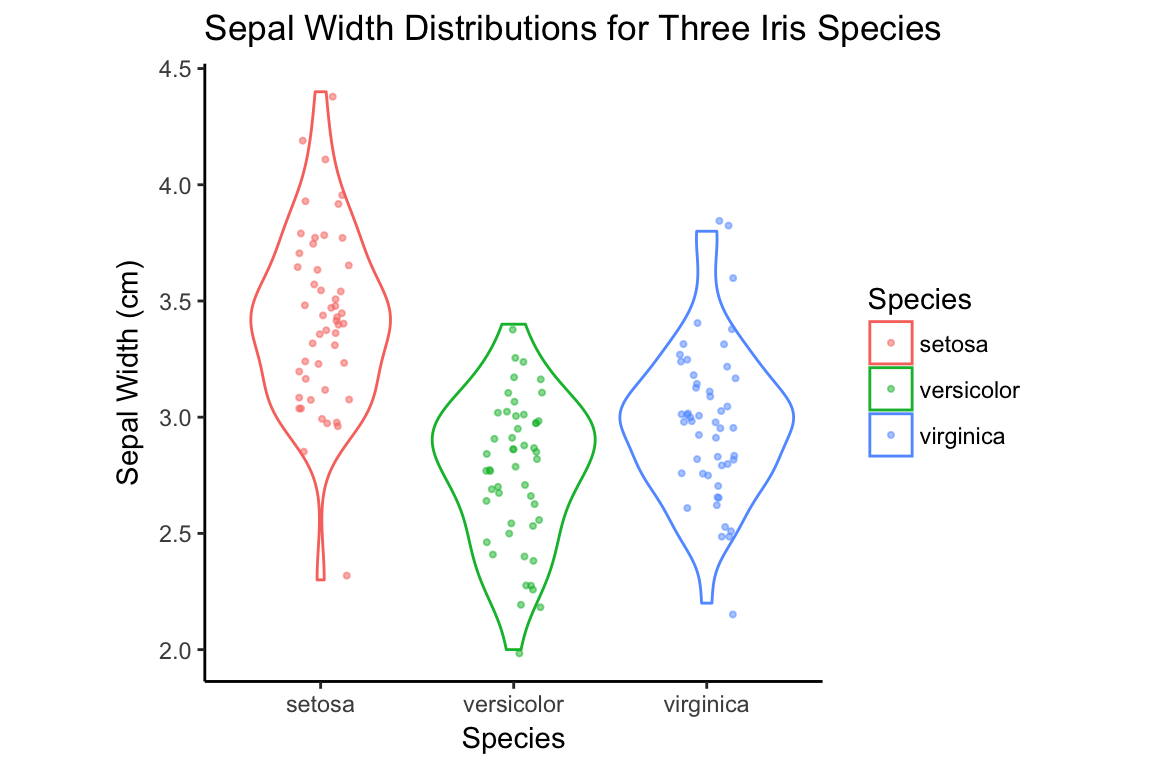 Sepal Width Distributions for Three Iris Species
4.5
4.0
3.5
3.0
2.5
2.0
Sepal Width (cm)
setosa versicolor virginica
Species
Species
setosa
versicolor
virginica